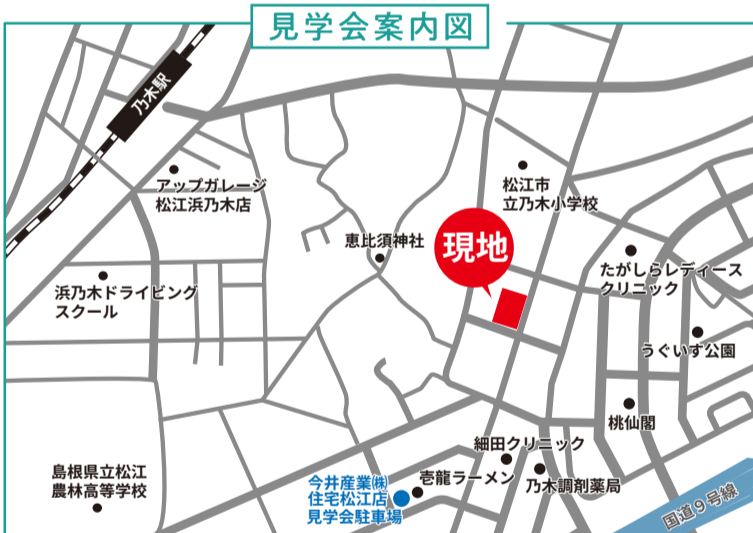 見学会案内図
乃木駅
アップガレージ
松江浜乃木店
松江市
立乃木小学校
恵比須神社
現地
たがしらレディース
クリニック
浜乃木ドライビング
スクール
うぐいす公園
桃仙閣
細田クリニック
島根県立松江
農林高等学校
今井産業㈱
住宅松江店
見学会駐車場
壱龍ラーメン
乃木調剤薬局
国道9号線